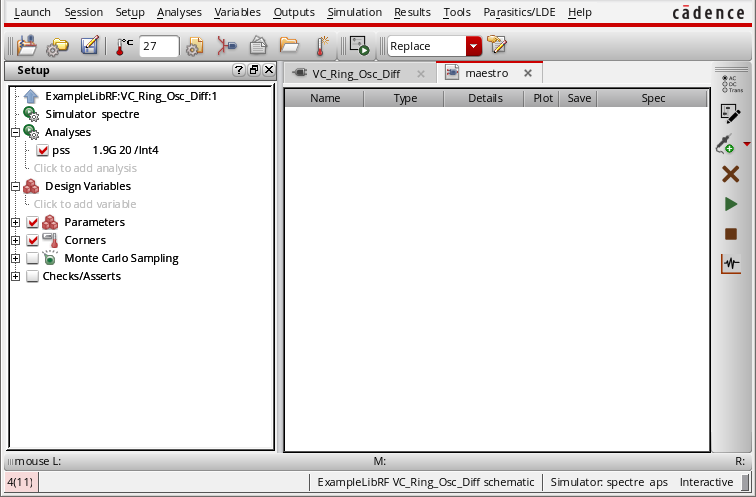 Launch Session Setup Analyses Variables Outputs Simulation Results Tools Parasitics/LDE Help cādence
°C 27 Replace
Setup
VC_Ring_Osc_Diff maestro
AC
DC
Trans
ExampleLibRF:VC_Ring_Osc_Diff:1
Simulator spectre
Analyses
pss 1.9G 20 /Int4
Click to add analysis
Design Variables
Click to add variable
Parameters
Corners
Monte Carlo Sampling
Checks/Asserts
Name Type Details Plot Save Spec
mouse L: M: R:
4(11) ExampleLibRF VC_Ring_Osc_Diff schematic Simulator: spectre aps Interactive